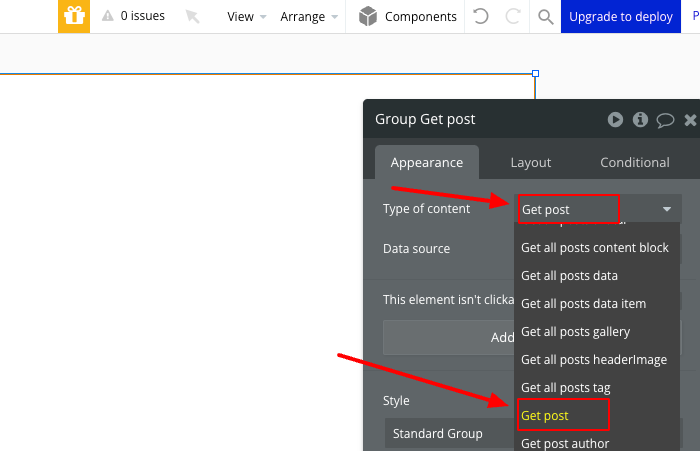 0 issues
View
Arrange
Components
Upgrade to deploy
P
Group Get post
Appearance
Layout
Conditional
Type of content
Get post
Data source
Get all posts content block
Get all posts data
This element isn't clicka
Get all posts data item
Get all posts gallery
Add
Get all posts headerImage
Get all posts tag
Style
Get post
Standard Group
Get post author